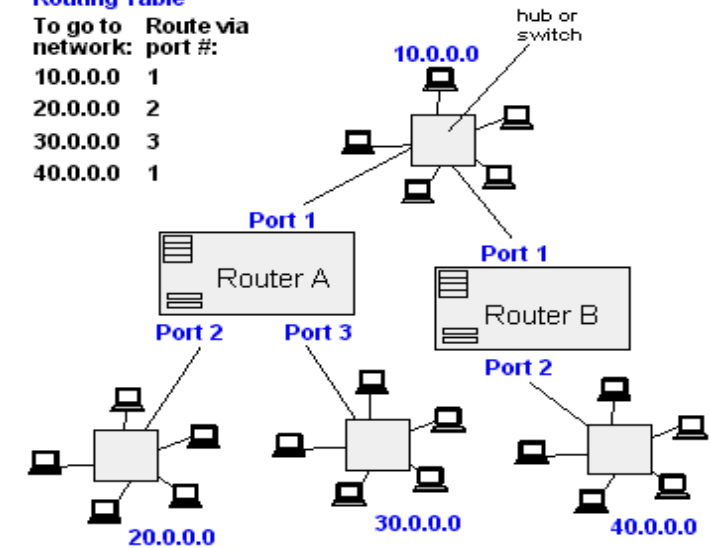 Routing Table
To go to Route via
network: port #:
10.0.0.0 1
20.0.0.0 2
30.0.0.0 3
40.0.0.0 1
hub or
switch
10.0.0.0
Port 1
Router A
Port 2 Port 3
Port 1
Router B
Port 2
20.0.0.0
30.0.0.0
40.0.0.0